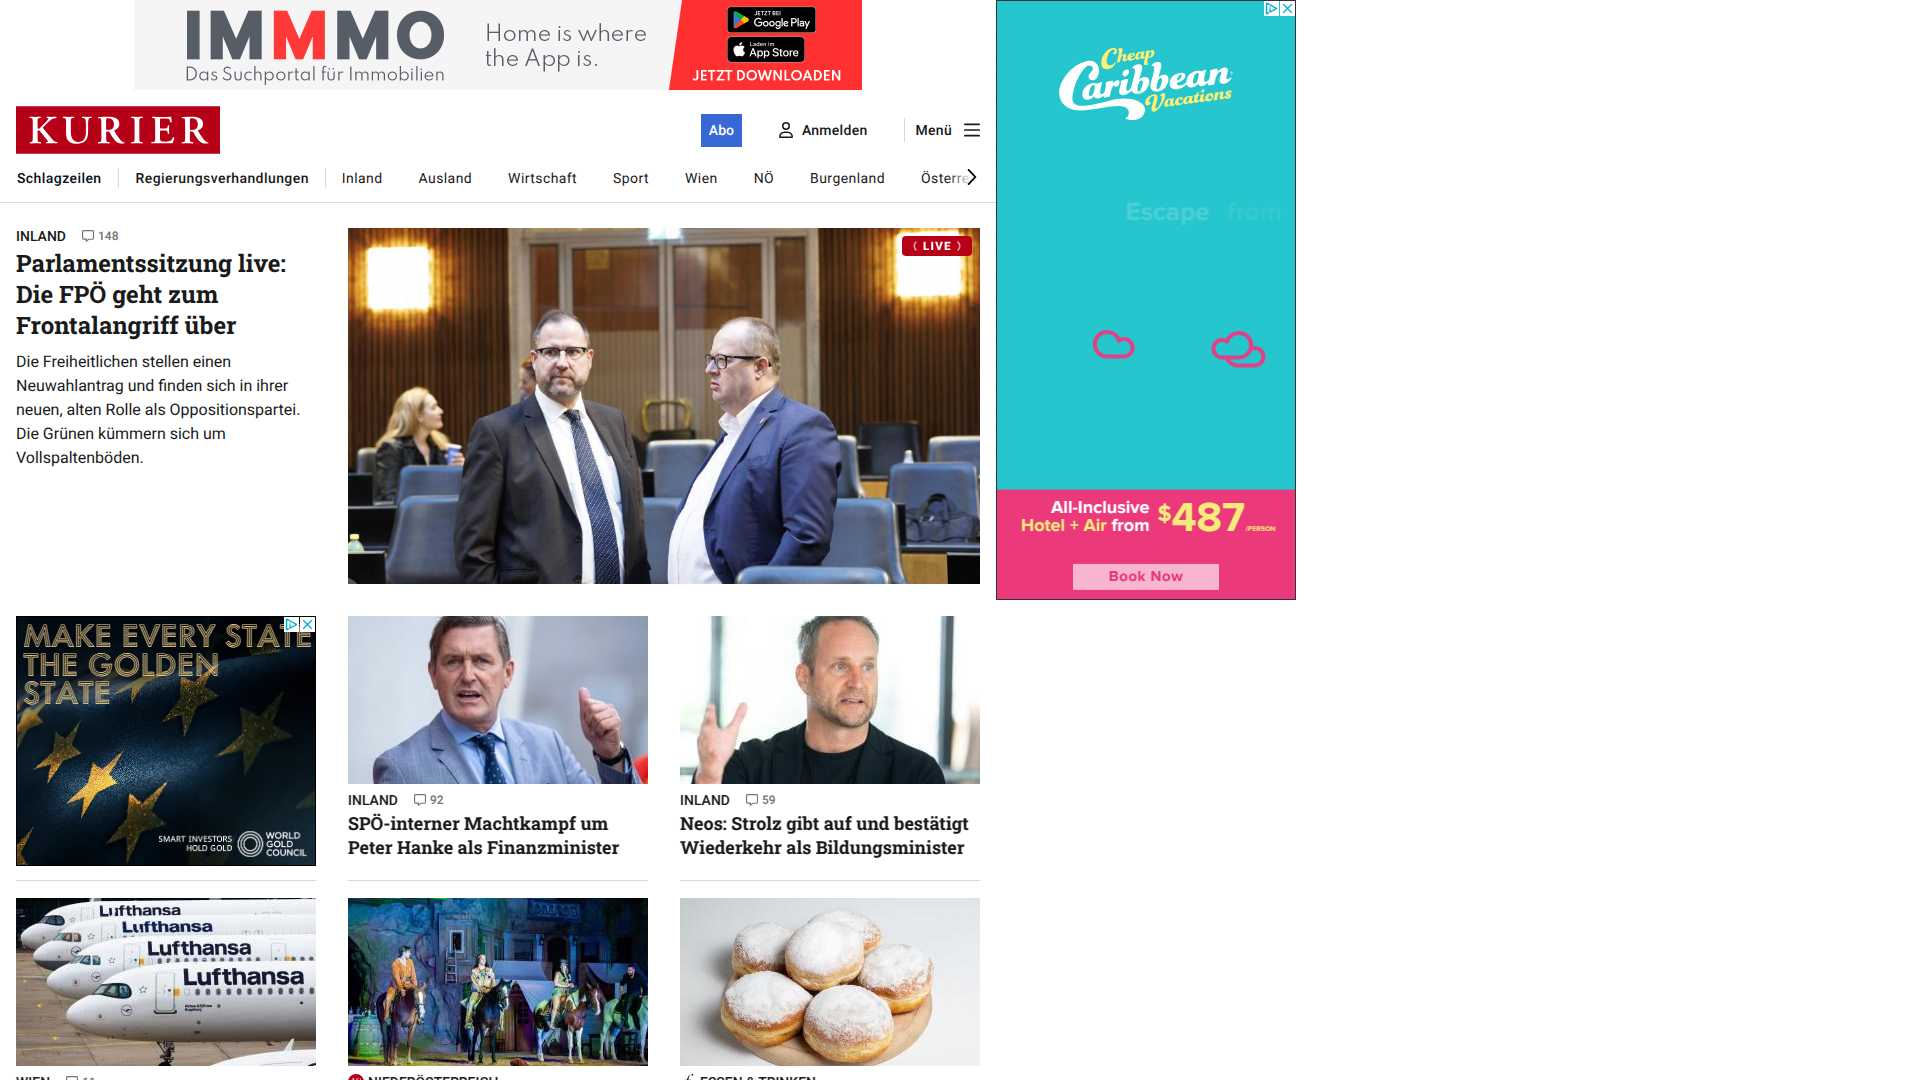 IMMMO
Das Suchportal für Immobilien
Home is where
the App is.
JETZT BEI
Google Play
Laden im
App Store
JETZT DOWNLOADEN
KURIER
Abo
Anmelden
Menü
Schlagzeilen
Regierungsverhandlungen
Inland
Ausland
Wirtschaft
Sport
Wien
NÖ
Burgenland
Österre
INLAND 148
Parlamentssitzung live:
Die FPÖ geht zum
Frontalangriff über
Die Freiheitlichen stellen einen
Neuwahlantrag und finden sich in ihrer
neuen, alten Rolle als Oppositionspartei.
Die Grünen kümmern sich um
Vollspaltenböden.
( LIVE )
Cheap
Caribbean
Vacations
Escape from
All-Inclusive
Hotel + Air from
$487
/PERSON
Book Now
MAKE EVERY STATE
THE GOLDEN
STATE
SMART INVESTORS
HOLD GOLD
WORLD
GOLD
COUNCIL
INLAND 92
SPÖ-interner Machtkampf um
Peter Hanke als Finanzminister
INLAND 59
Neos: Strolz gibt auf und bestätigt
Wiederkehr als Bildungsminister
Lufthansa
Lufthansa
Lufthansa
Lufthansa
WIEN
NIEDERÖSTERREICH
ESSEN & TRINKEN